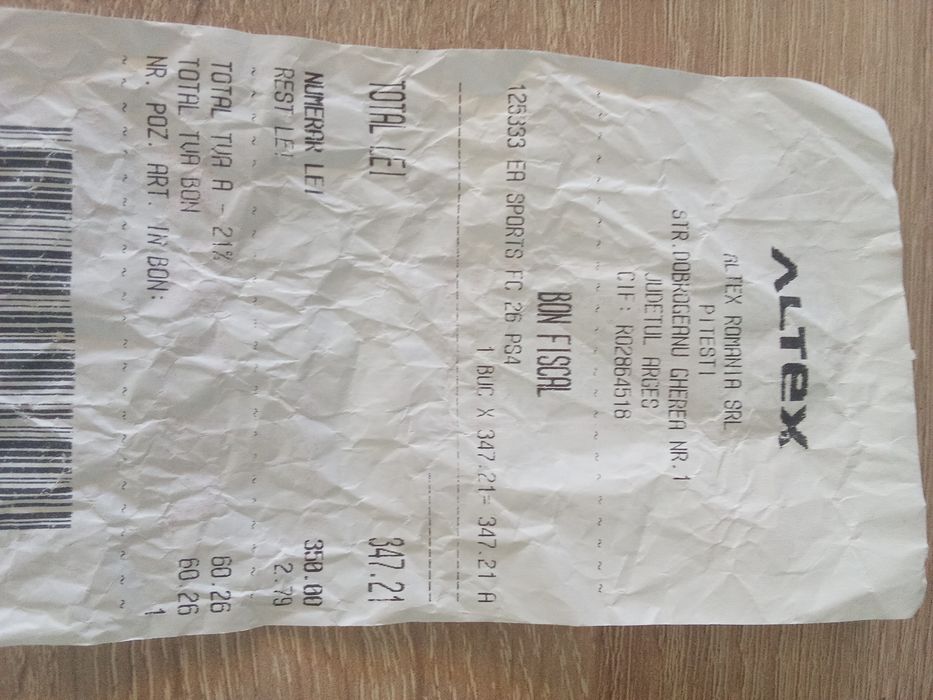 ALTEX
ALTEX ROMANIA SRL
PITESTI
STR.DOBROGEANU GHEREA NR.1
JUDETUL ARGES
CIF: RO2864518
BON FISCAL
125333 EA SPORTS FC 26 PS4
1 BUC X 347.21= 347.21 A
TOTAL LEI 347.21
NUMERAR LEI 350.00
REST LEI 2.79
TOTAL TVA A - 21% 60.26
TOTAL TVA BON 60.26
NR. POZ. ART. IN BON: 1